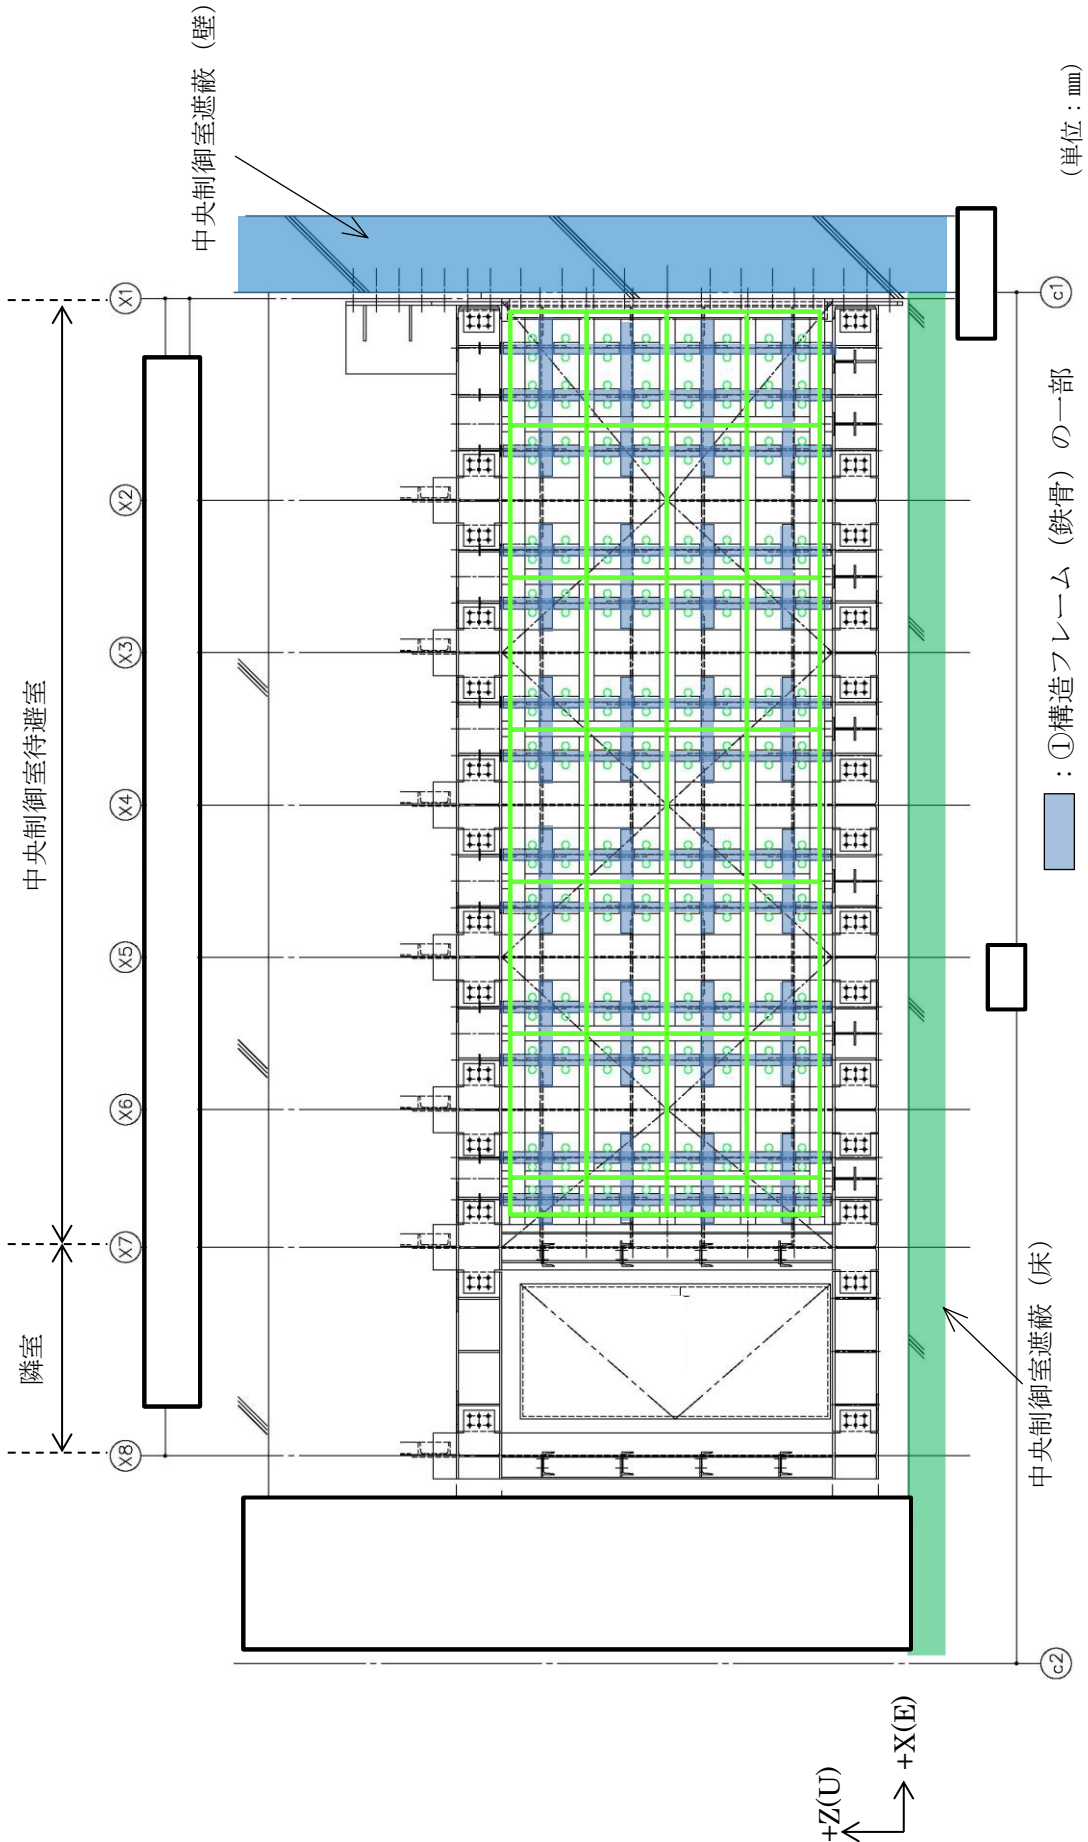 中央制御室遮蔽（壁）
中央制御室待避室
隣室
X1
X2
X3
X4
X5
X6
X7
X8
c1
c2
（単位：㎜）
：①構造フレーム（鉄骨）の一部
中央制御室遮蔽（床）
+Z(U)
+X(E)